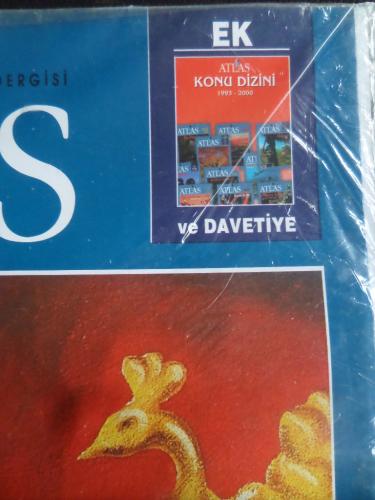 DERGİSİ
S
EK
ATLAS
KONU DİZİNİ
1993 - 2000
ATLAS
ATLAS
ATLAS
ATLAS
ATLAS
ATLAS
ATLAS
ve DAVETİYE